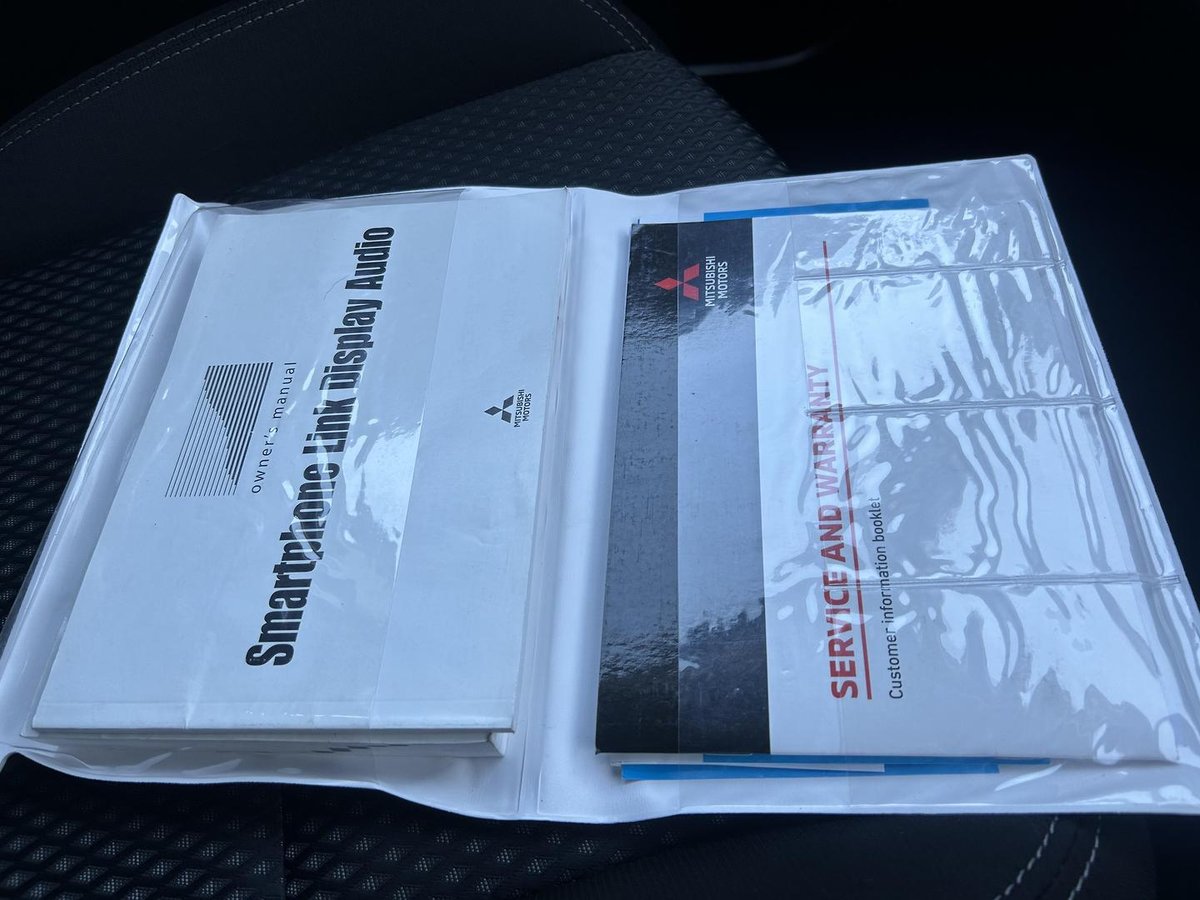 owner's manual
Smartphone Link Display Audio
MITSUBISHI
MOTORS
MITSUBISHI
MOTORS
SERVICE AND WARRANTY
Customer information booklet